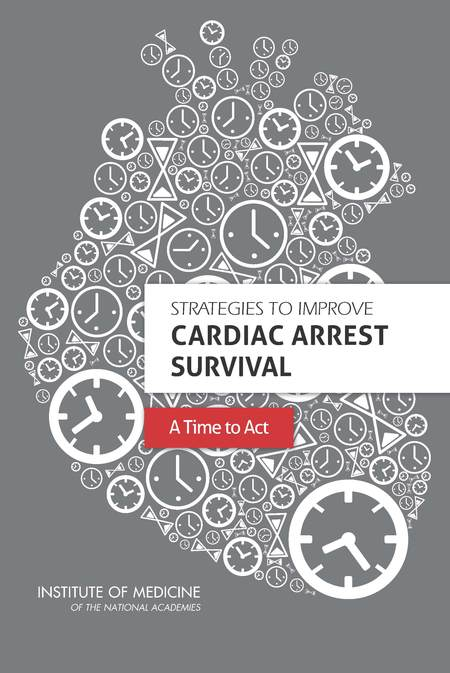 STRATEGIES TO IMPROVE
CARDIAC ARREST
SURVIVAL
A Time to Act
INSTITUTE OF MEDICINE
OF THE NATIONAL ACADEMIES